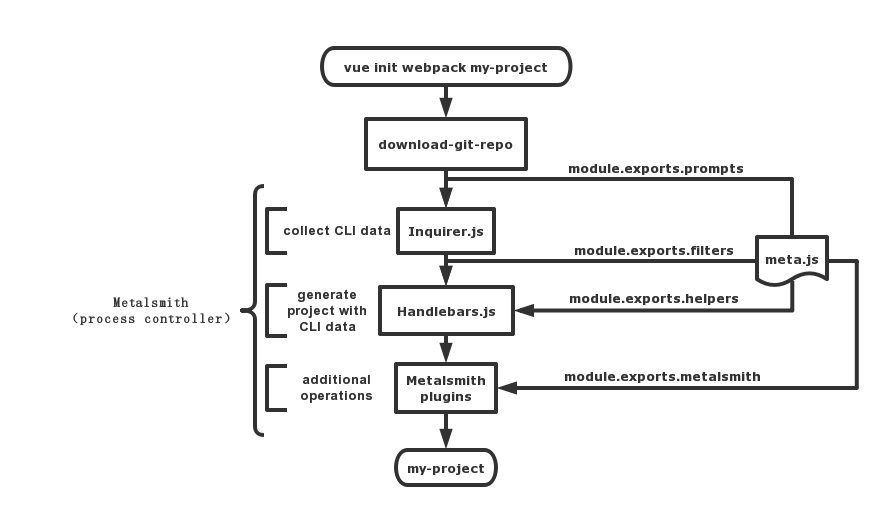 vue init webpack my-project
download-git-repo
module.exports.prompts
collect CLI data
Inquirer.js
module.exports.filters
meta.js
Metalsmith
(process controller)
generate
project with
CLI data
Handlebars.js
module.exports.helpers
additional
operations
Metalsmith
plugins
module.exports.metalsmith
my-project